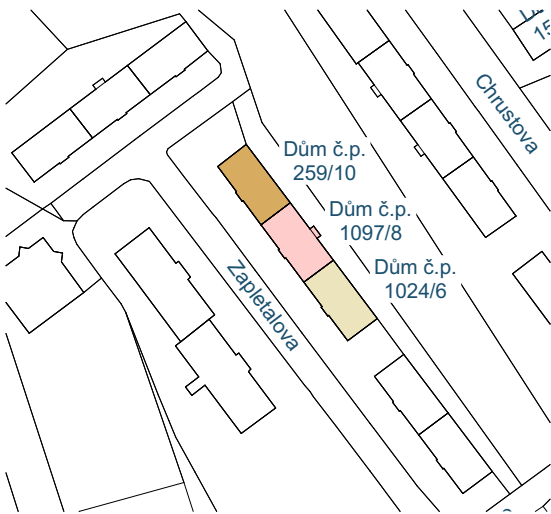 Chrustova
Dům č.p.
259/10
Dům č.p.
1097/8
Dům č.p.
1024/6
Zapletalova